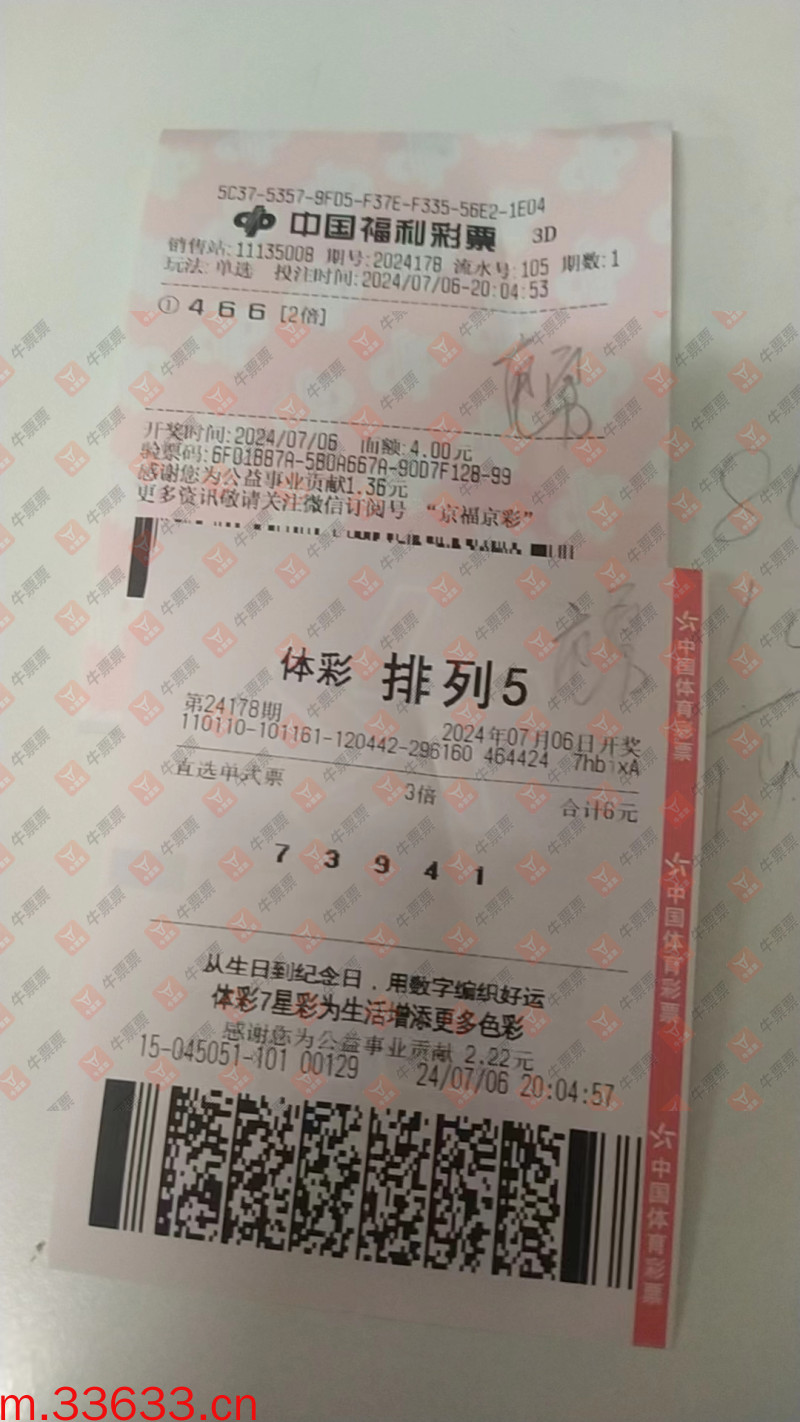 5C37-5357-9FD5-F37E-F335-56E2-1E04
中国福利彩票 3D
销售站:11135008 期号:2024178 流水号:105 期数:1
玩法:单选 投注时间:2024/07/06-20:04:53
① 4 6 6 [2倍]
开奖时间:2024/07/06 面额:4.00元
验票码:6F01BB7A-5B0A667A-90D7F128-99
感谢您为公益事业贡献1.36元
更多资讯敬请关注微信订阅号 “京福京彩”
体彩 排列5
第24178期 2024年07月06日开奖
110110-101161-120442-296160 464424 7hbixA
直选单式票 3倍 合计6元
7 3 9 4 1
从生日到纪念日，用数字编织好运
体彩7星彩为生活增添更多色彩
感谢您为公益事业贡献 2.22元
15-045051-101 00129 24/07/06 20:04:57
中国体育彩票
中国体育彩票
中国体育彩票
牛票票
m.33633.cn